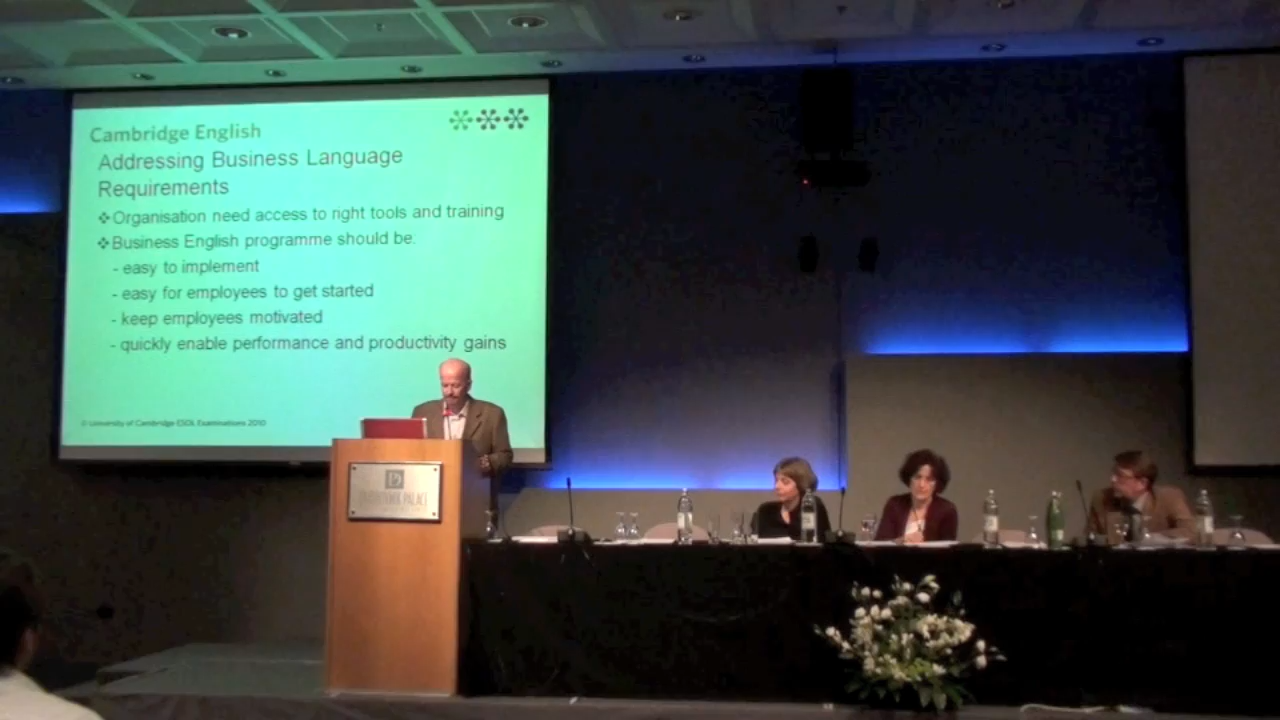 Cambridge English
Addressing Business Language
Requirements
❖Organisation need access to right tools and training
❖Business English programme should be:
- easy to implement
- easy for employees to get started
- keep employees motivated
- quickly enable performance and productivity gains
© University of Cambridge ESOL Examinations 2010
PALACE